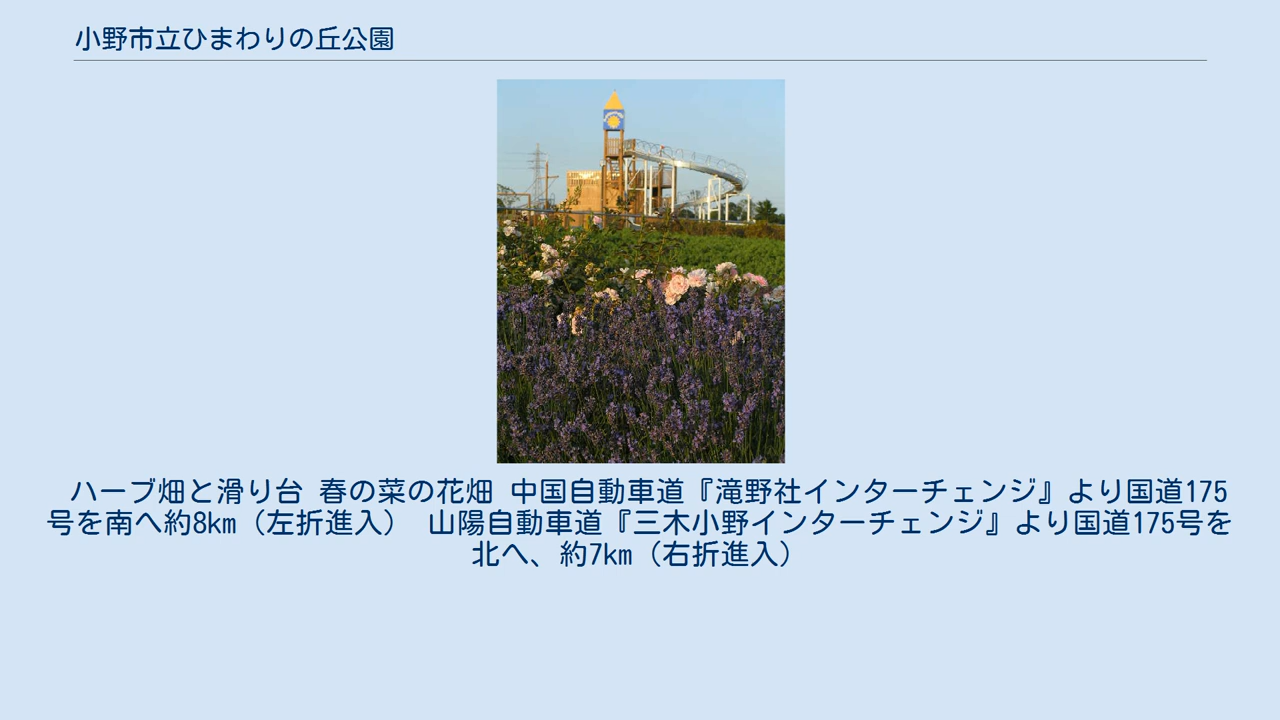 小野市立ひまわりの丘公園
ハーブ畑と滑り台 春の菜の花畑 中国自動車道『滝野社インターチェンジ』より国道175
号を南へ約8km（左折進入） 山陽自動車道『三木小野インターチェンジ』より国道175号を
北へ、約7km（右折進入）